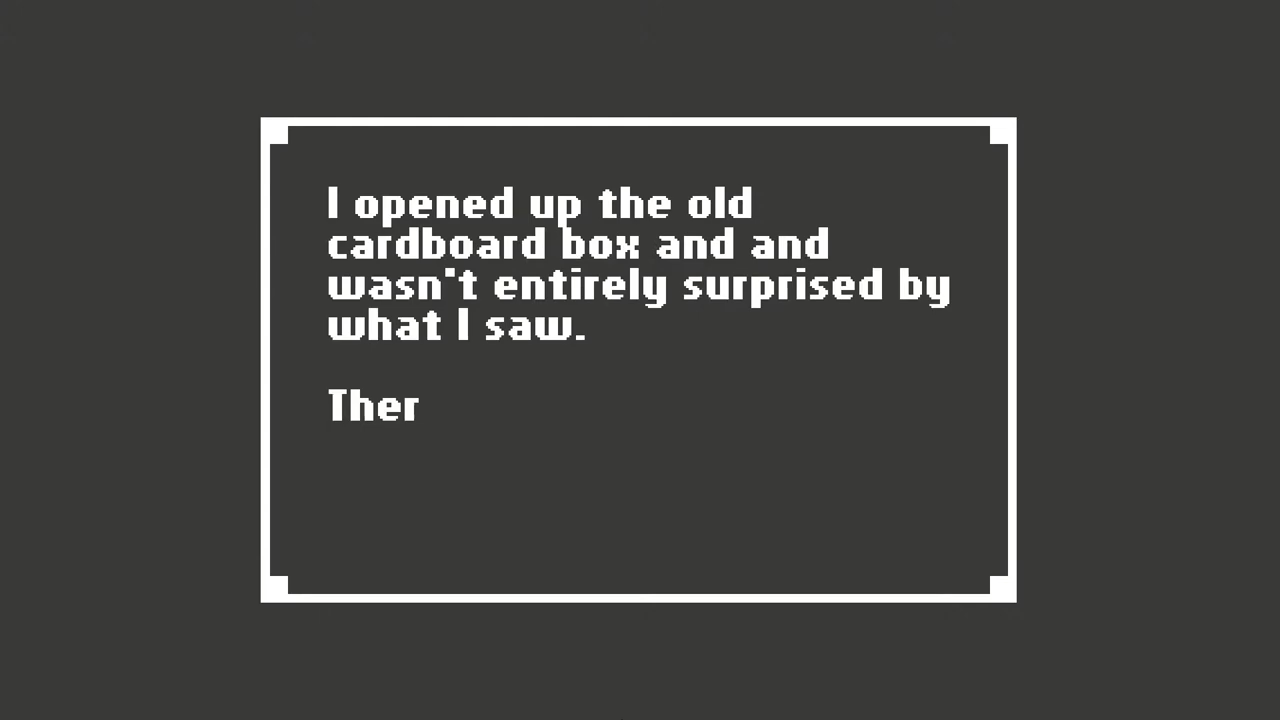 I opened up the old
cardboard box and and
wasn't entirely surprised by
what I saw.
Ther